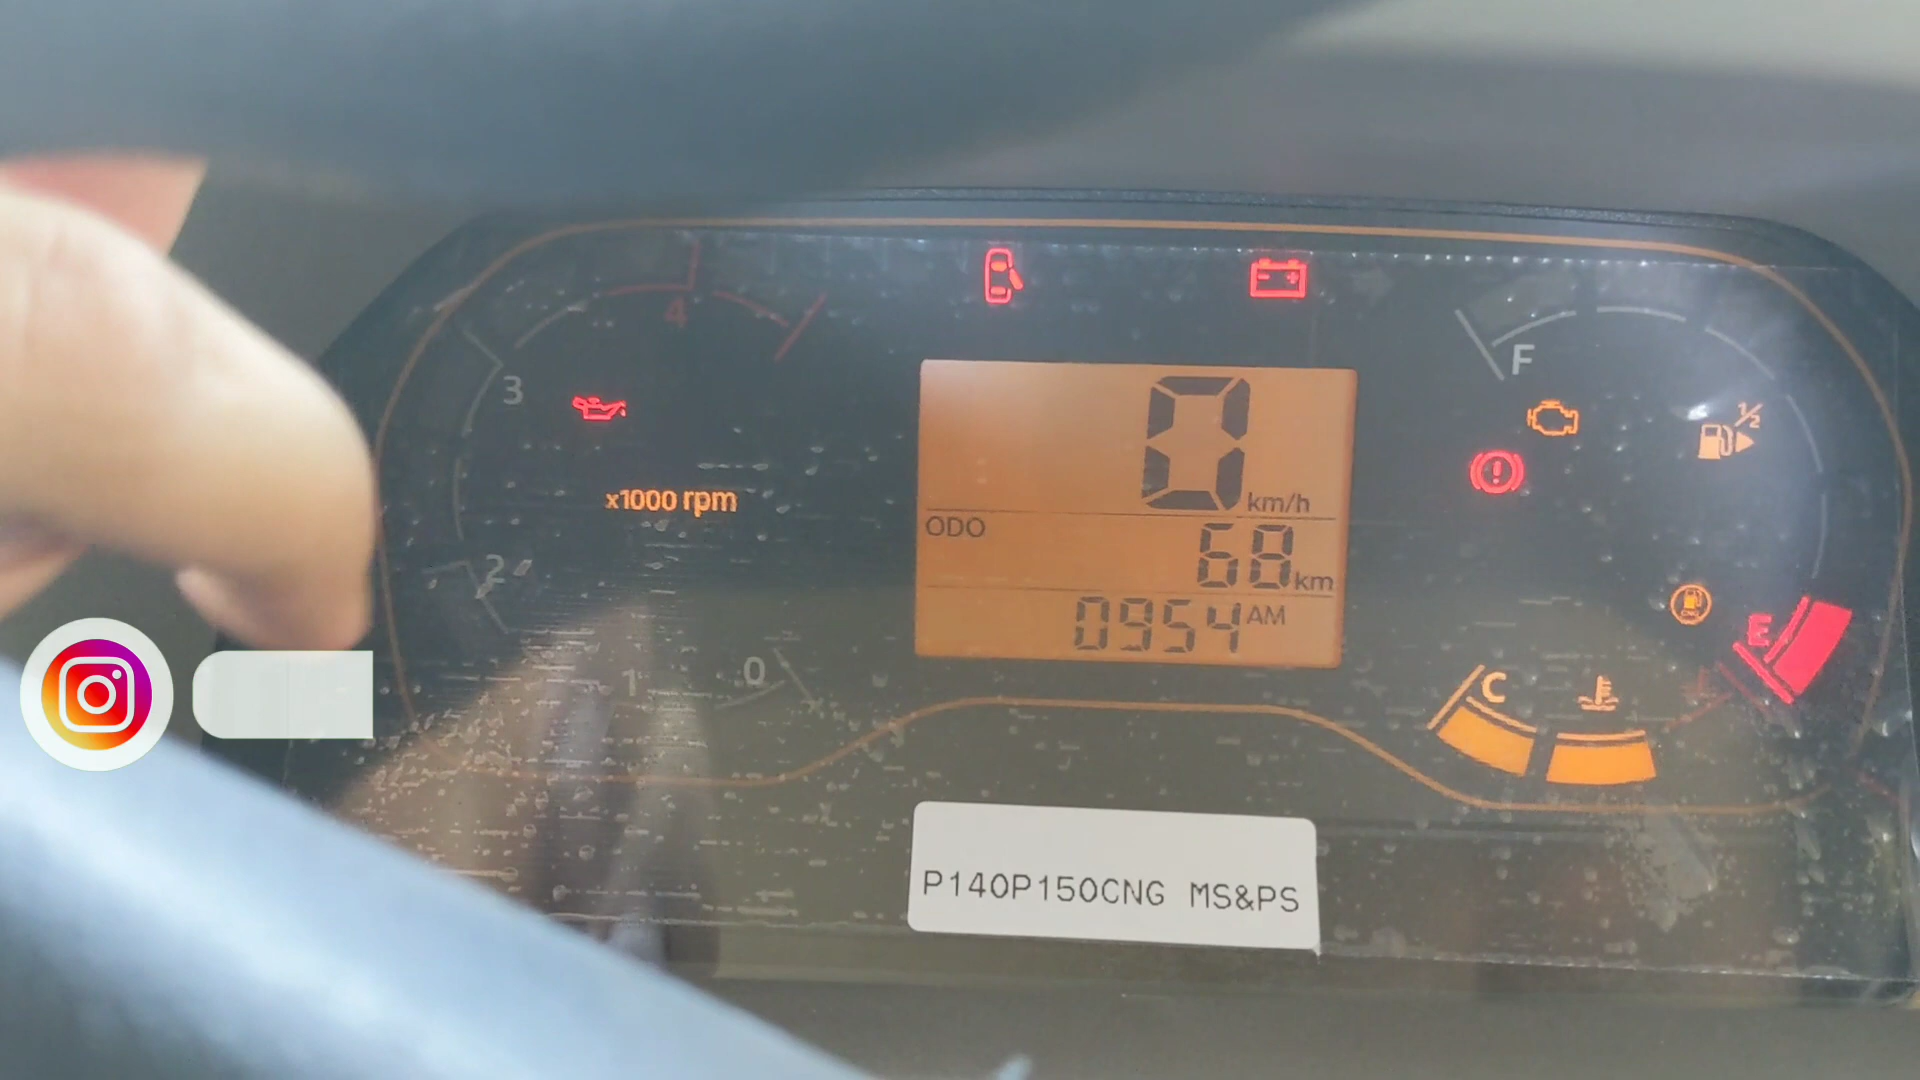 4
3
2
1
0
x1000 rpm
0 km/h
ODO
68 km
0954 AM
F
1/2
CNG
E
C
P140P150CNG MS&PS